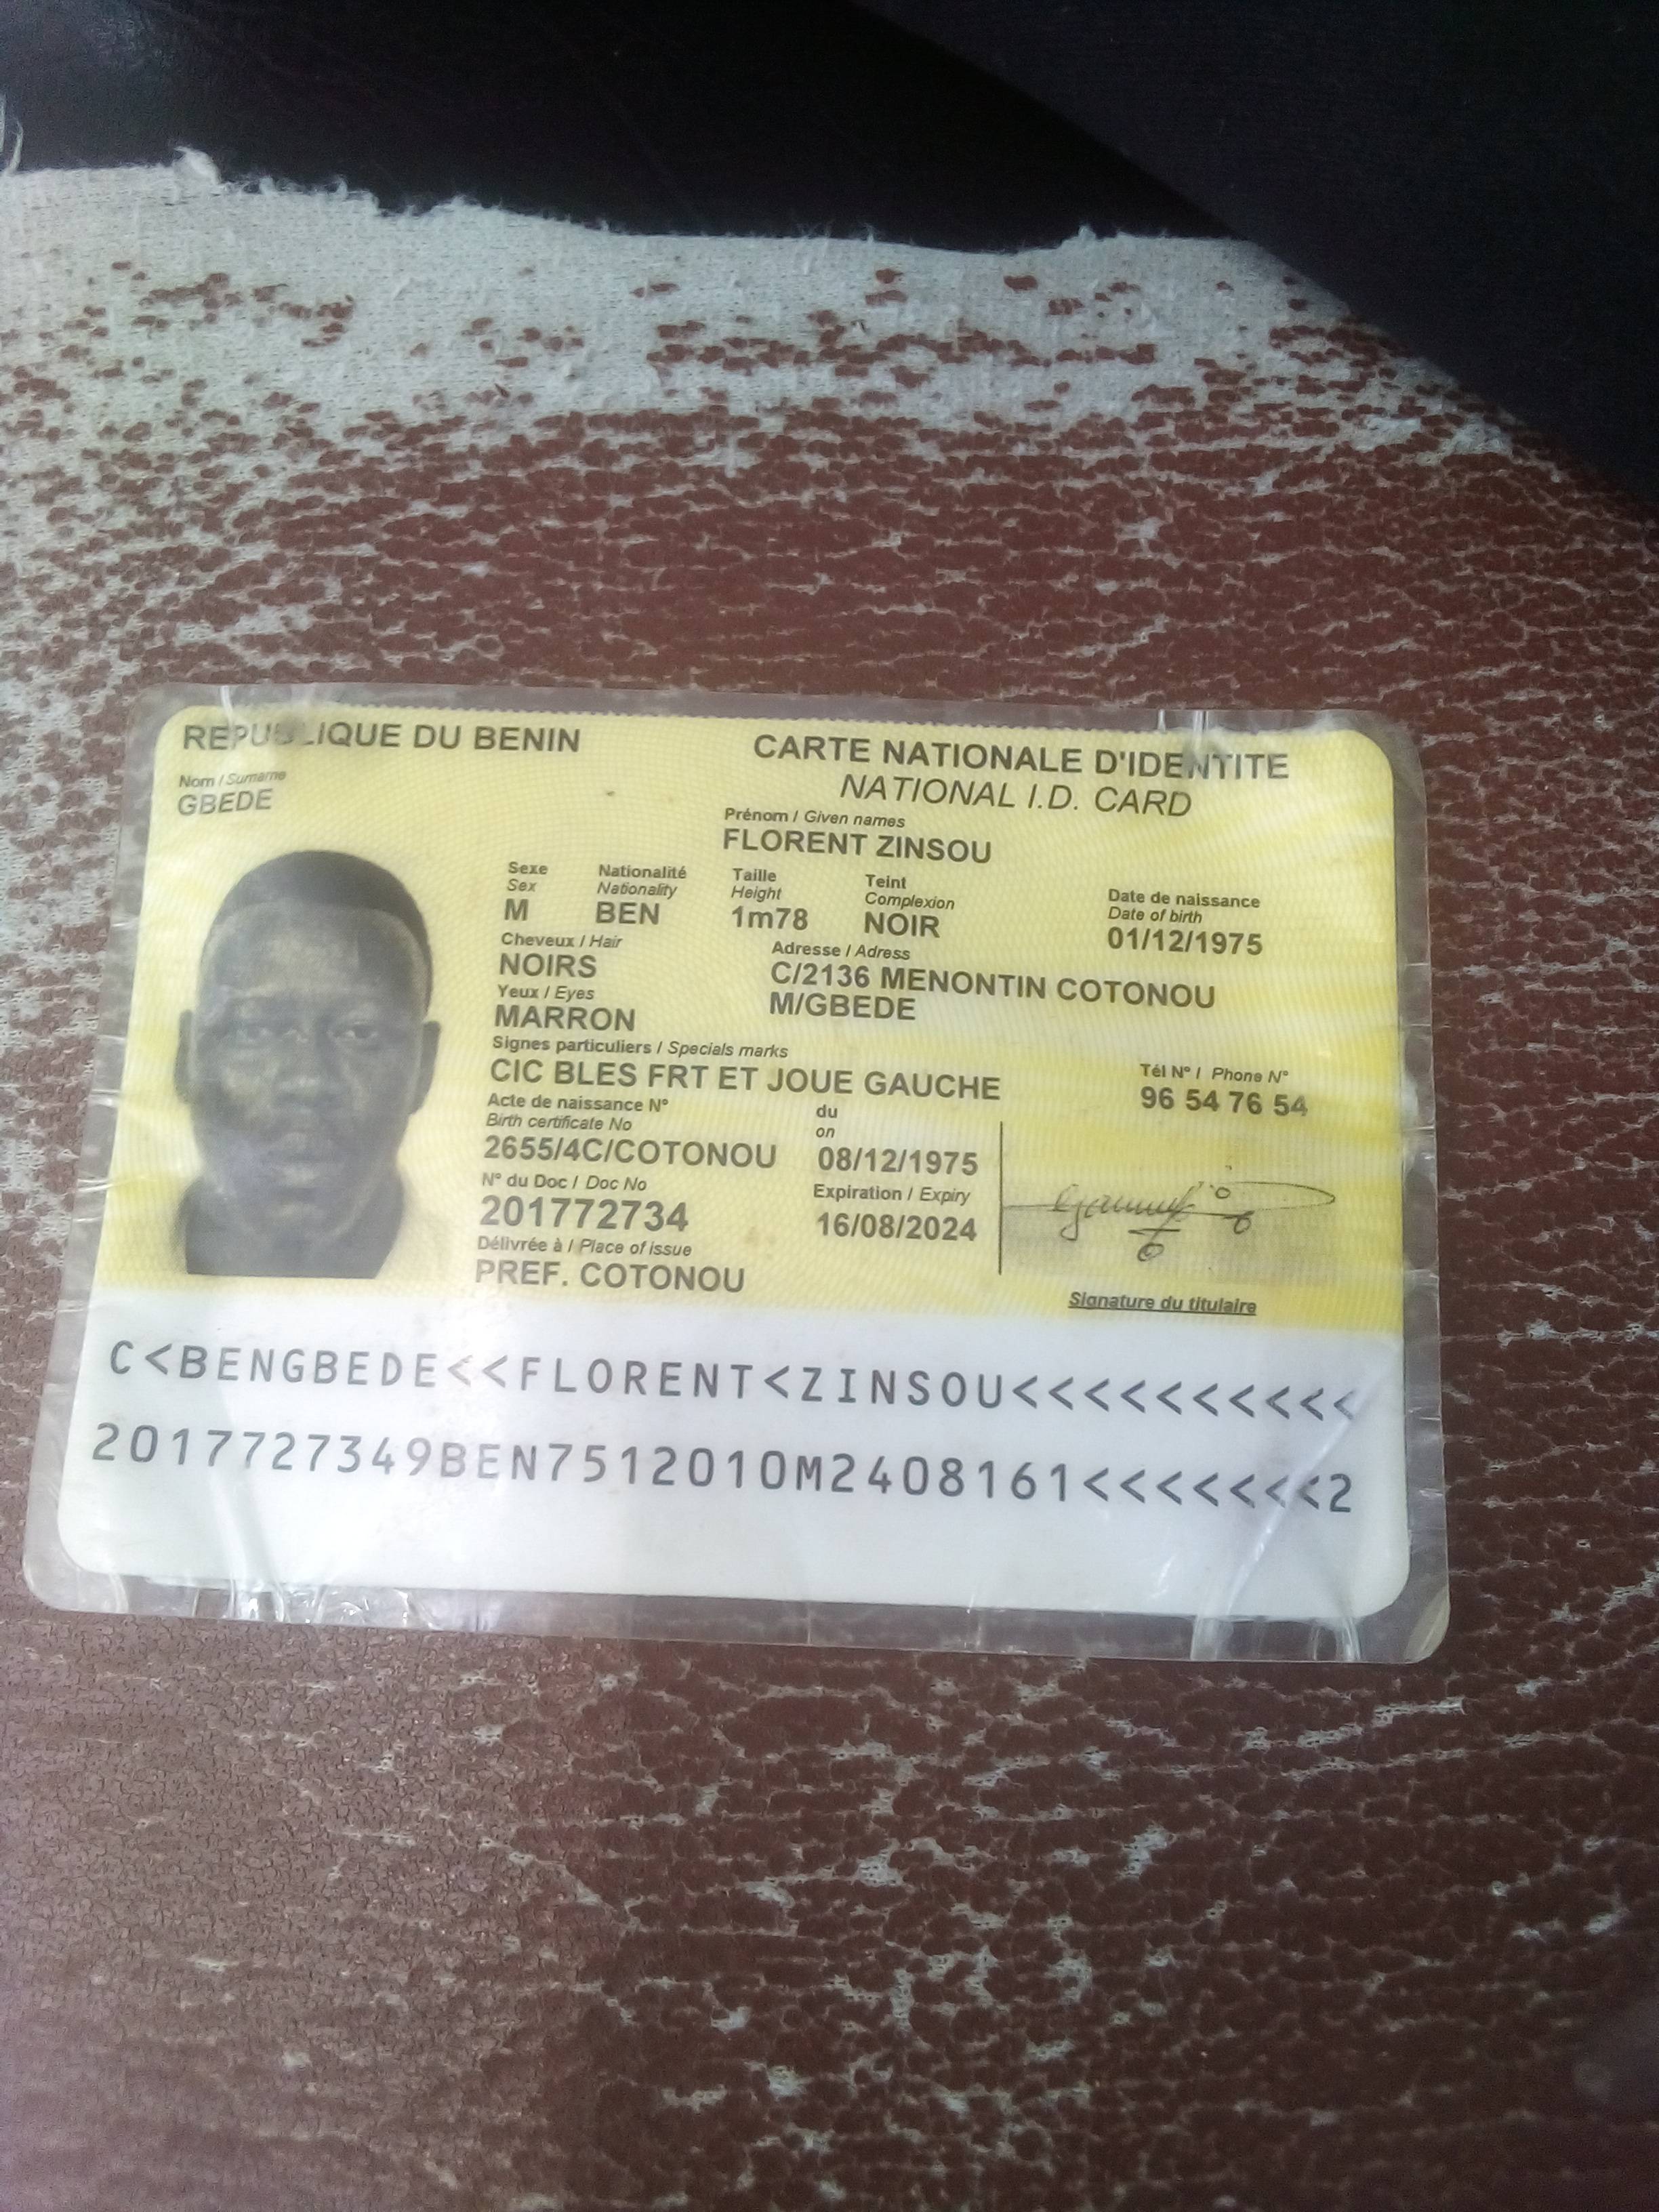 REPUBLIQUE DU BENIN
CARTE NATIONALE D'IDENTITE
NATIONAL I.D. CARD
Nom / Surname
GBEDE
Prénom / Given names
FLORENT ZINSOU
Sexe Nationalité Taille Teint Date de naissance
Sex Nationality Height Complexion Date of birth
M BEN 1m78 NOIR 01/12/1975
Cheveux / Hair Adresse / Adress
NOIRS C/2136 MENONTIN COTONOU
Yeux / Eyes M/GBEDE
MARRON
Signes particuliers / Specials marks Tél N° / Phone N°
CIC BLES FRT ET JOUE GAUCHE 96 54 76 54
Acte de naissance N° du
Birth certificate No on
2655/4C/COTONOU 08/12/1975
N° du Doc / Doc No Expiration / Expiry
201772734 16/08/2024
Délivrée à / Place of issue
PREF. COTONOU
Signature du titulaire
C<BENGBEDE<<FLORENT<ZINSOU<<<<<<<<<<
2017727349BEN7512010M2408161<<<<<<<2